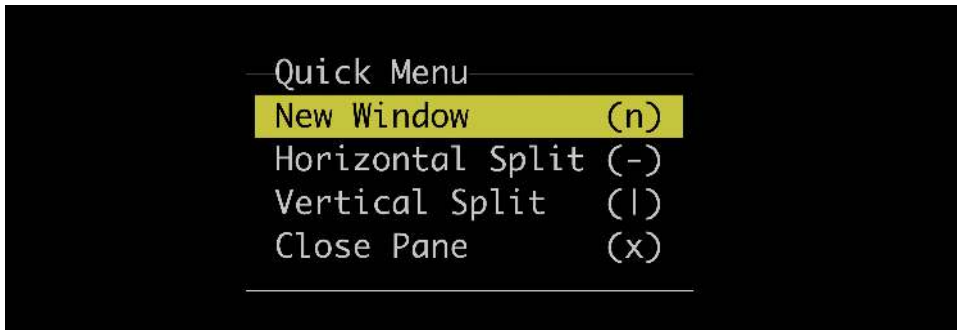 Quick Menu
New Window (n)
Horizontal Split (-)
Vertical Split (|)
Close Pane (x)